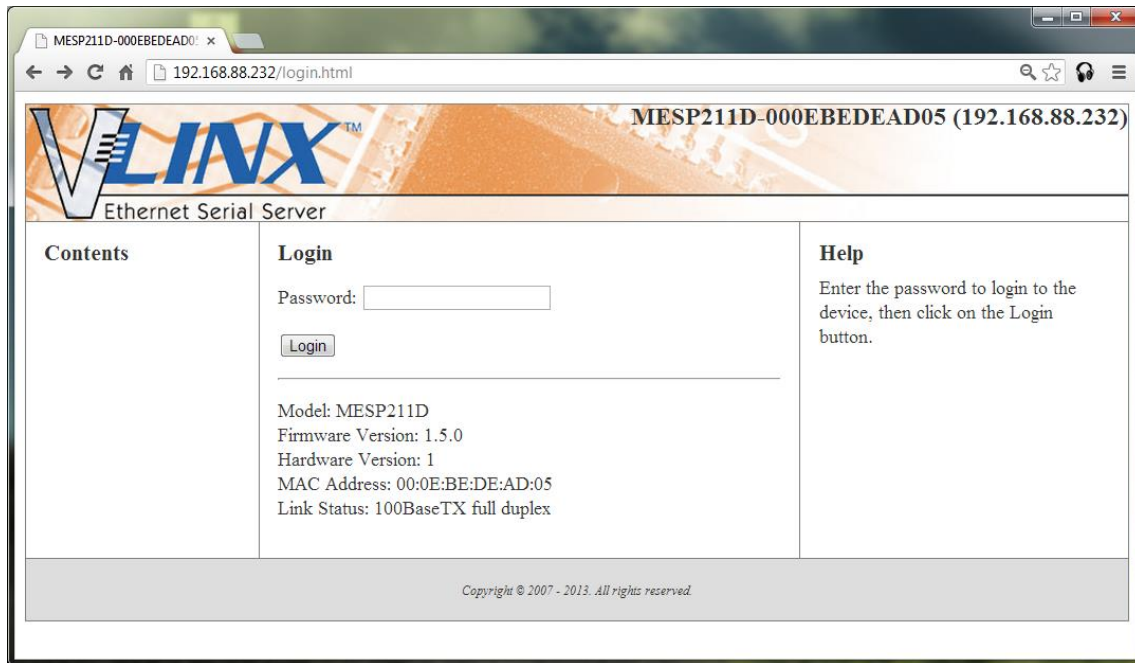 MESP211D-000EBEDEAD05
192.168.88.232/login.html
VLINX™
Ethernet Serial Server
MESP211D-000EBEDEAD05 (192.168.88.232)
Contents
Login
Password:
Login
Model: MESP211D
Firmware Version: 1.5.0
Hardware Version: 1
MAC Address: 00:0E:BE:DE:AD:05
Link Status: 100BaseTX full duplex
Help
Enter the password to login to the
device, then click on the Login
button.
Copyright © 2007 - 2013. All rights reserved.